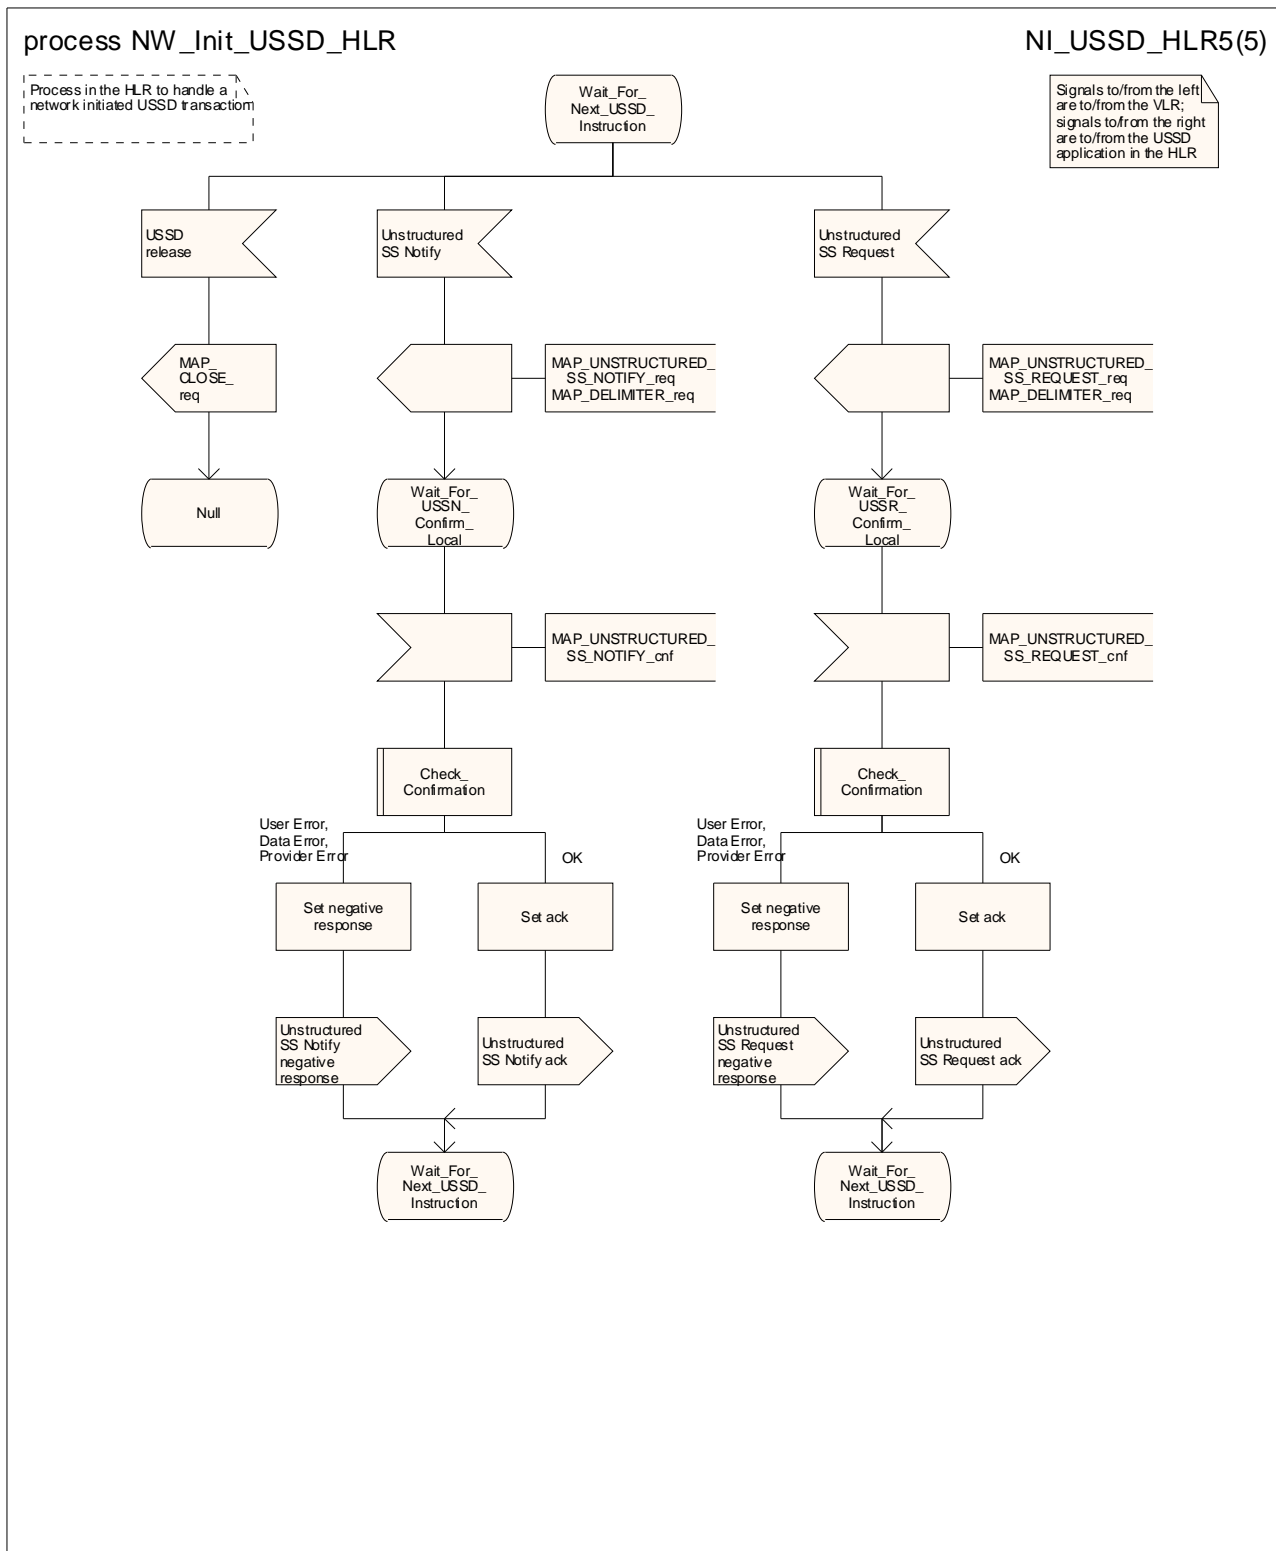 process NW_Init_USSD_HLR
NI_USSD_HLR5(5)
Process in the HLR to handle a
network initiated USSD transaction
Wait_For_
Next_USSD_
Instruction
Signals to/from the left
are to/from the VLR;
signals to/from the right
are to/from the USSD
application in the HLR
USSD
release
Unstructured
SS Notify
Unstructured
SS Request
MAP_
CLOSE_
req
MAP_UNSTRUCTURED_
SS_NOTIFY_req
MAP_DELIMITER_req
MAP_UNSTRUCTURED_
SS_REQUEST_req
MAP_DELIMITER_req
Null
Wait_For_
USSN_
Confirm_
Local
Wait_For_
USSR_
Confirm_
Local
MAP_UNSTRUCTURED_
SS_NOTIFY_cnf
MAP_UNSTRUCTURED_
SS_REQUEST_cnf
Check_
Confirmation
Check_
Confirmation
User Error,
Data Error,
Provider Error
OK
User Error,
Data Error,
Provider Error
OK
Set negative
response
Set ack
Set negative
response
Set ack
Unstructured
SS Notify
negative
response
Unstructured
SS Notify ack
Unstructured
SS Request
negative
response
Unstructured
SS Request ack
Wait_For_
Next_USSD_
Instruction
Wait_For_
Next_USSD_
Instruction